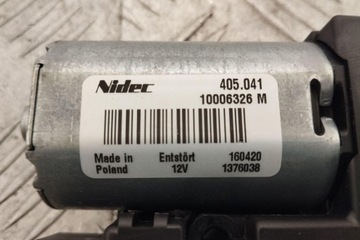 Nidec 405.041
10006326 M
Made in Entstört 160420
Poland 12V 1376038